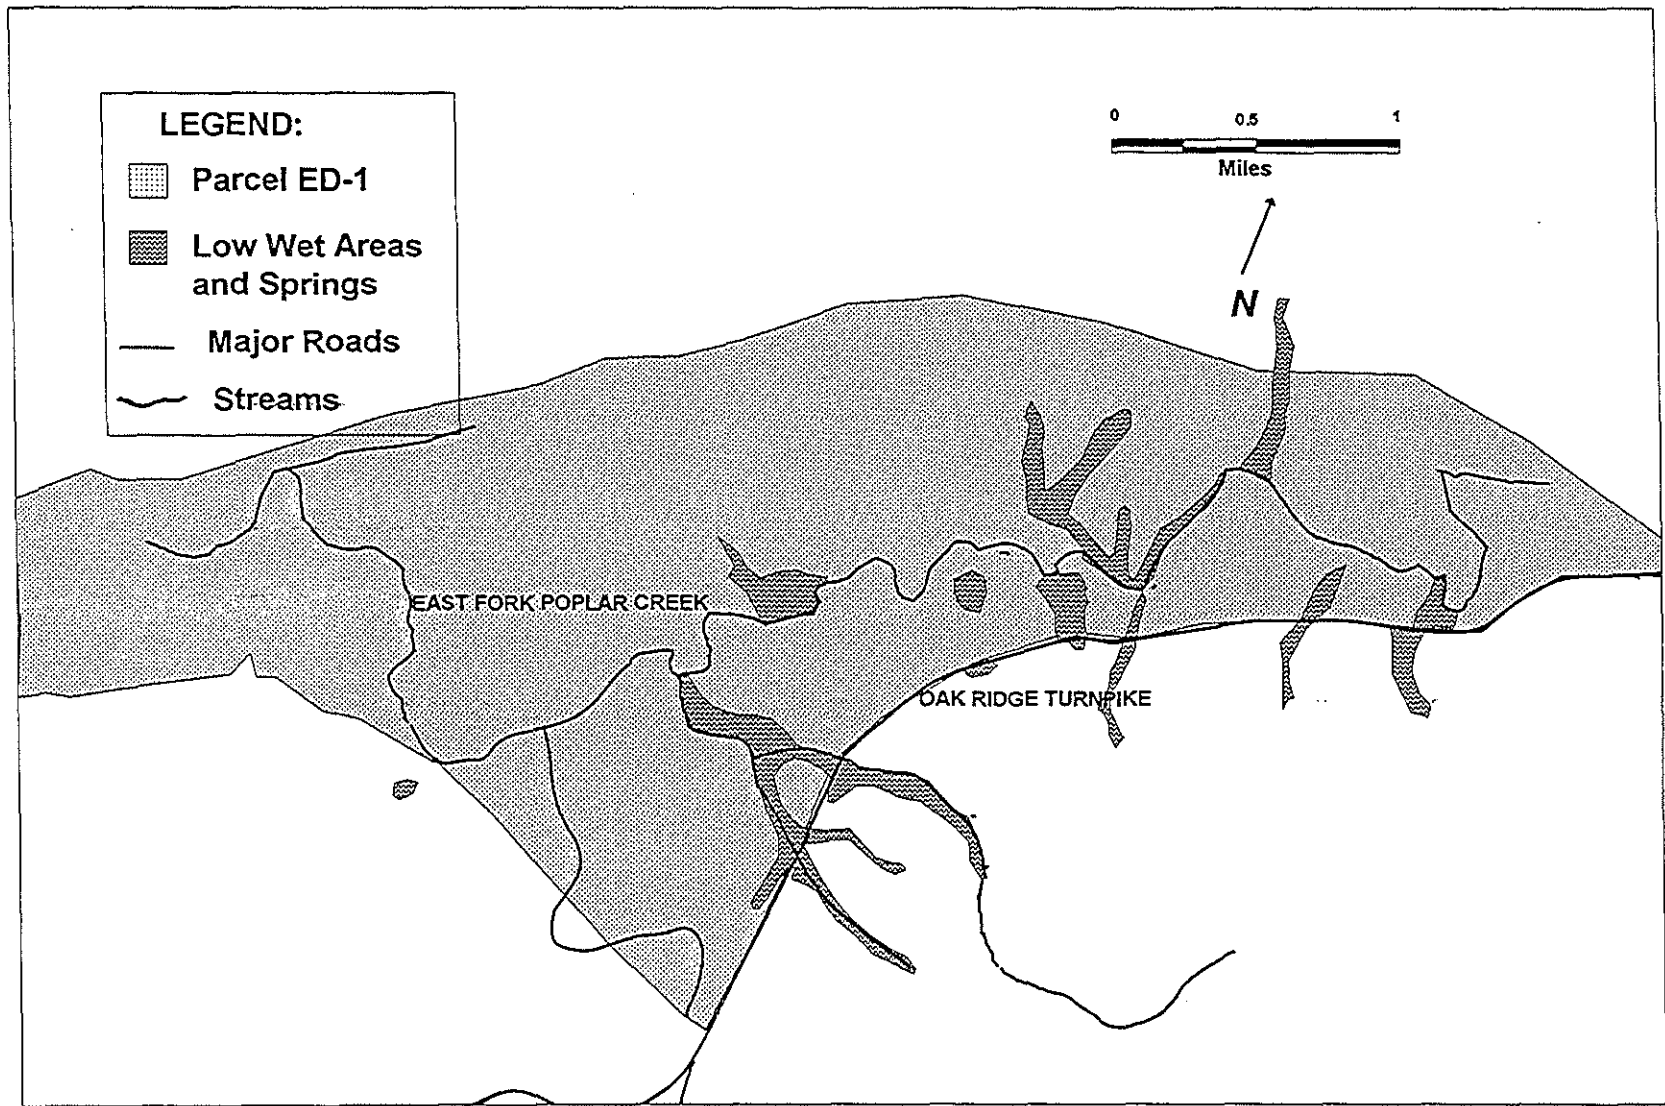 LEGEND:
Parcel ED-1
Low Wet Areas
and Springs
Major Roads
Streams
0 0.5 1
Miles
N
EAST FORK POPLAR CREEK
OAK RIDGE TURNPIKE